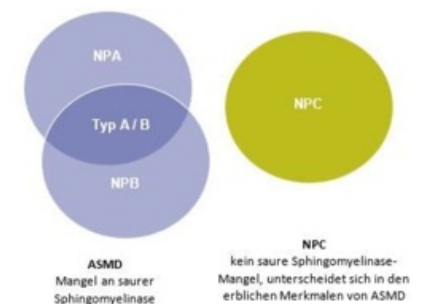 NPA
Typ A / B
NPB
NPC
ASMD
Mangel an saurer
Sphingomyelinase
NPC
kein saure Sphingomyelinase-
Mangel, unterscheidet sich in den
erblichen Merkmalen von ASMD